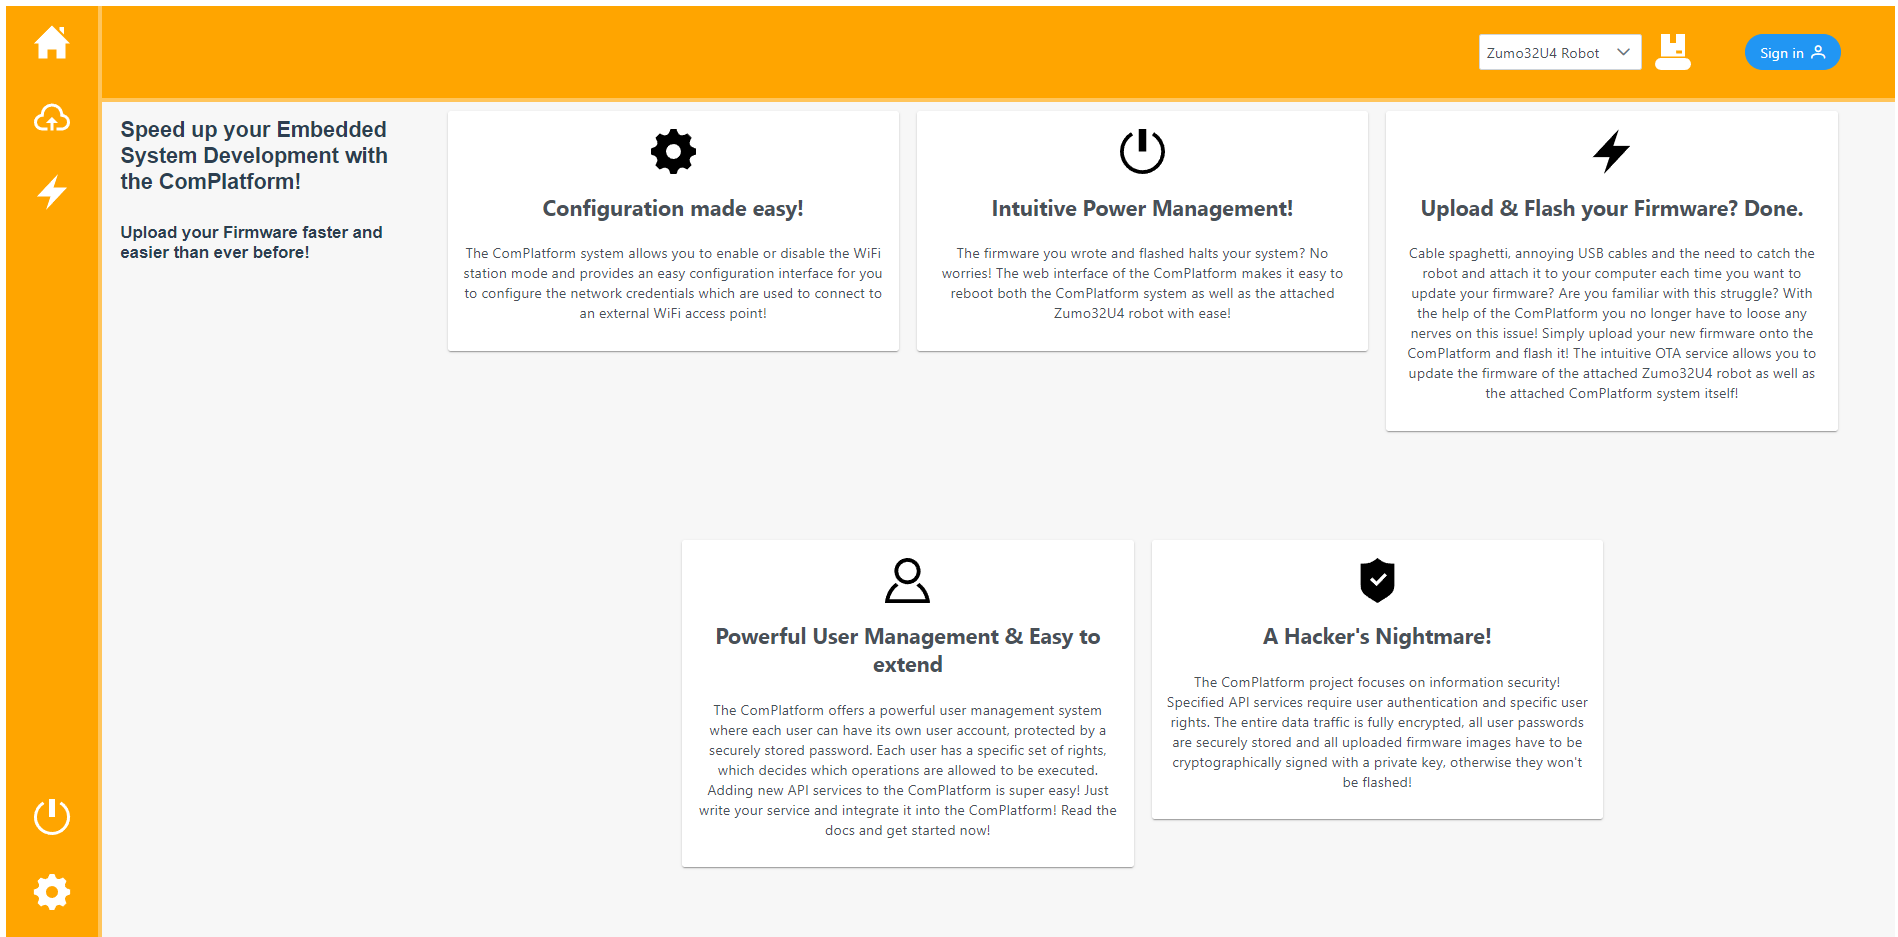 Zumo32U4 Robot
Sign in
Speed up your Embedded
System Development with
the ComPlatform!
Upload your Firmware faster and
easier than ever before!
Configuration made easy!
The ComPlatform system allows you to enable or disable the WiFi
station mode and provides an easy configuration interface for you
to configure the network credentials which are used to connect to
an external WiFi access point!
Intuitive Power Management!
The firmware you wrote and flashed halts your system? No
worries! The web interface of the ComPlatform makes it easy to
reboot both the ComPlatform system as well as the attached
Zumo32U4 robot with ease!
Upload & Flash your Firmware? Done.
Cable spaghetti, annoying USB cables and the need to catch the
robot and attach it to your computer each time you want to
update your firmware? Are you familiar with this struggle? With
the help of the ComPlatform you no longer have to loose any
nerves on this issue! Simply upload your new firmware onto the
ComPlatform and flash it! The intuitive OTA service allows you to
update the firmware of the attached Zumo32U4 robot as well as
the attached ComPlatform system itself!
Powerful User Management & Easy to
extend
The ComPlatform offers a powerful user management system
where each user can have its own user account, protected by a
securely stored password. Each user has a specific set of rights,
which decides which operations are allowed to be executed.
Adding new API services to the ComPlatform is super easy! Just
write your service and integrate it into the ComPlatform! Read the
docs and get started now!
A Hacker's Nightmare!
The ComPlatform project focuses on information security!
Specified API services require user authentication and specific user
rights. The entire data traffic is fully encrypted, all user passwords
are securely stored and all uploaded firmware images have to be
cryptographically signed with a private key, otherwise they won't
be flashed!